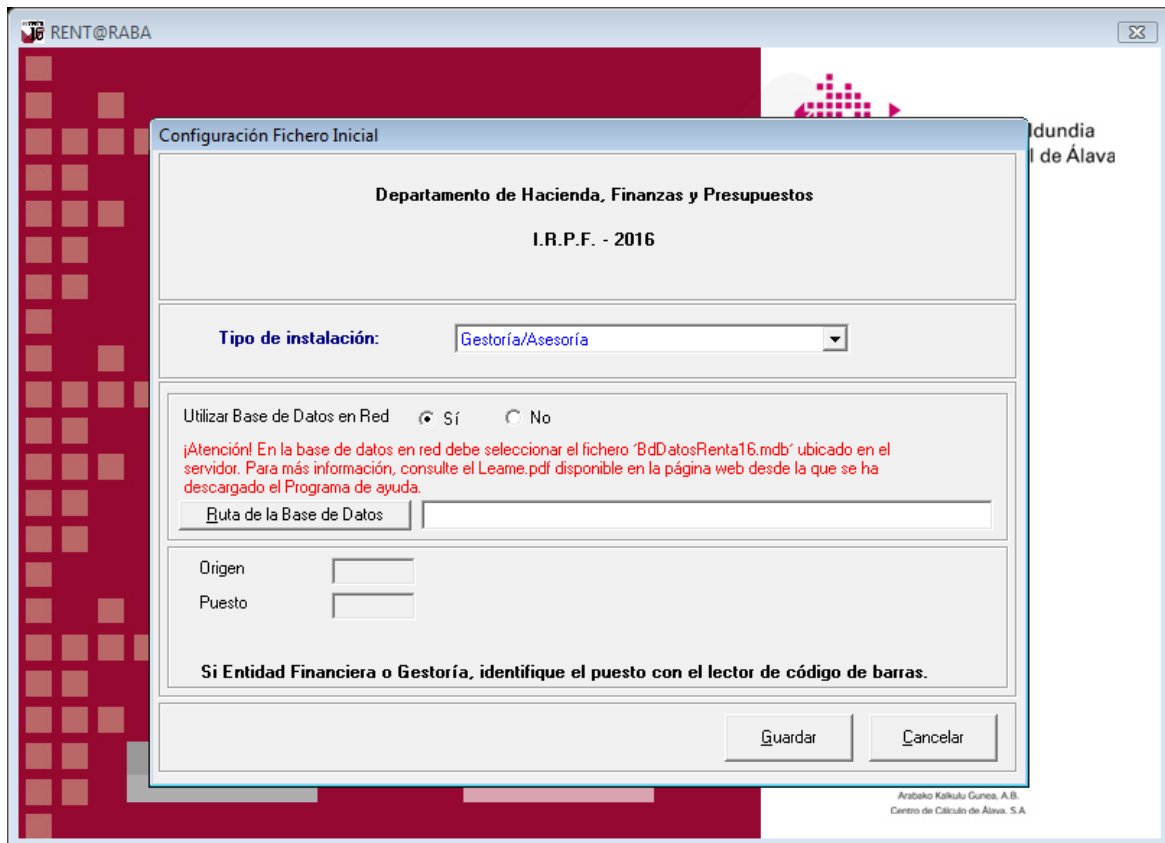 RENT@RABA
ldundia
l de Álava
Configuración Fichero Inicial
Departamento de Hacienda, Finanzas y Presupuestos
I.R.P.F. - 2016
Tipo de instalación:
Gestoría/Asesoría
Utilizar Base de Datos en Red Sí No
¡Atención! En la base de datos en red debe seleccionar el fichero ´BdDatosRenta16.mdb´ ubicado en el
servidor. Para más información, consulte el Leame.pdf disponible en la página web desde la que se ha
descargado el Programa de ayuda.
Ruta de la Base de Datos
Origen
Puesto
Si Entidad Financiera o Gestoría, identifique el puesto con el lector de código de barras.
Guardar Cancelar
Arabako Kalkulu Gunea, A.B.
Centro de Cálculo de Álava. S.A